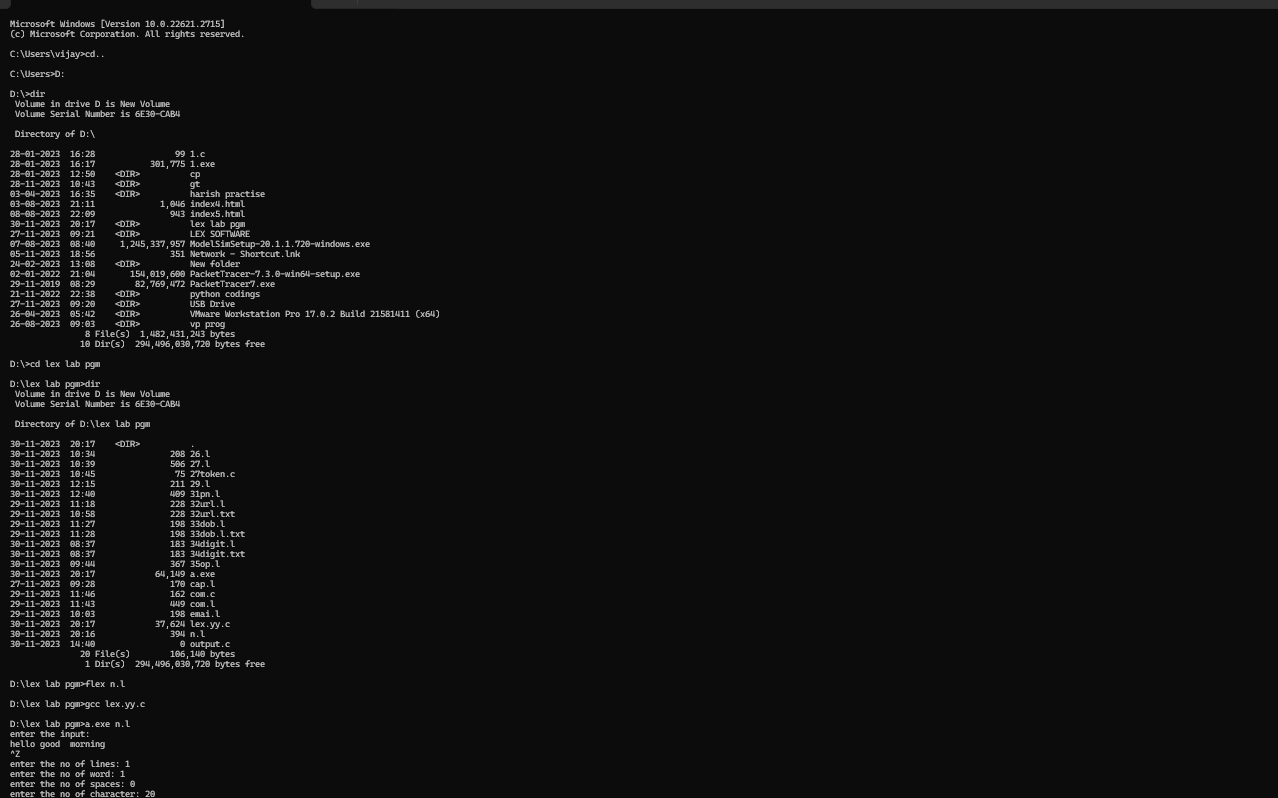 Microsoft Windows [Version 10.0.22621.2715]
(c) Microsoft Corporation. All rights reserved.
C:\Users\vijay>cd..
C:\Users>D:
D:\>dir
Volume in drive D is New Volume
Volume Serial Number is 6E30-CAB4
Directory of D:\
28-01-2023 16:28 99 1.c
28-01-2023 16:17 301,775 1.exe
28-01-2023 12:50 <DIR> cp
28-11-2023 10:43 <DIR> gt
03-04-2023 16:35 <DIR> harish practise
03-08-2023 21:11 1,046 index4.html
08-08-2023 22:09 943 index5.html
30-11-2023 20:17 <DIR> lex lab pgm
27-11-2023 09:21 <DIR> LEX SOFTWARE
07-08-2023 08:40 1,245,337,957 ModelSimSetup-20.1.1.720-windows.exe
05-11-2023 18:56 351 Network - Shortcut.lnk
24-02-2023 13:08 <DIR> New folder
02-01-2022 21:04 154,019,600 PacketTracer-7.3.0-win64-setup.exe
29-11-2019 08:29 82,769,472 PacketTracer7.exe
21-11-2022 22:38 <DIR> python codings
27-11-2023 09:20 <DIR> USB Drive
26-04-2023 05:42 <DIR> VMware Workstation Pro 17.0.2 Build 21581411 (x64)
26-08-2023 09:03 <DIR> vp prog
8 File(s) 1,482,431,243 bytes
10 Dir(s) 294,496,030,720 bytes free
D:\>cd lex lab pgm
D:\lex lab pgm>dir
Volume in drive D is New Volume
Volume Serial Number is 6E30-CAB4
Directory of D:\lex lab pgm
30-11-2023 20:17 <DIR> .
30-11-2023 10:34 208 26.l
30-11-2023 10:39 506 27.l
30-11-2023 10:45 75 27token.c
30-11-2023 12:15 211 29.l
30-11-2023 12:40 409 31pn.l
29-11-2023 11:18 228 32url.l
29-11-2023 10:58 228 32url.txt
29-11-2023 11:27 198 33dob.l
29-11-2023 11:28 198 33dob.l.txt
30-11-2023 08:37 183 34digit.l
30-11-2023 08:37 183 34digit.txt
30-11-2023 09:44 367 35op.l
30-11-2023 20:17 64,149 a.exe
27-11-2023 09:28 170 cap.l
29-11-2023 11:46 162 com.c
29-11-2023 11:43 449 com.l
29-11-2023 10:03 198 emai.l
30-11-2023 20:17 37,624 lex.yy.c
30-11-2023 20:16 394 n.l
30-11-2023 14:40 0 output.c
20 File(s) 106,140 bytes
1 Dir(s) 294,496,030,720 bytes free
D:\lex lab pgm>flex n.l
D:\lex lab pgm>gcc lex.yy.c
D:\lex lab pgm>a.exe n.l
enter the input:
hello good  morning
^Z
enter the no of lines: 1
enter the no of word: 1
enter the no of spaces: 0
enter the no of character: 20